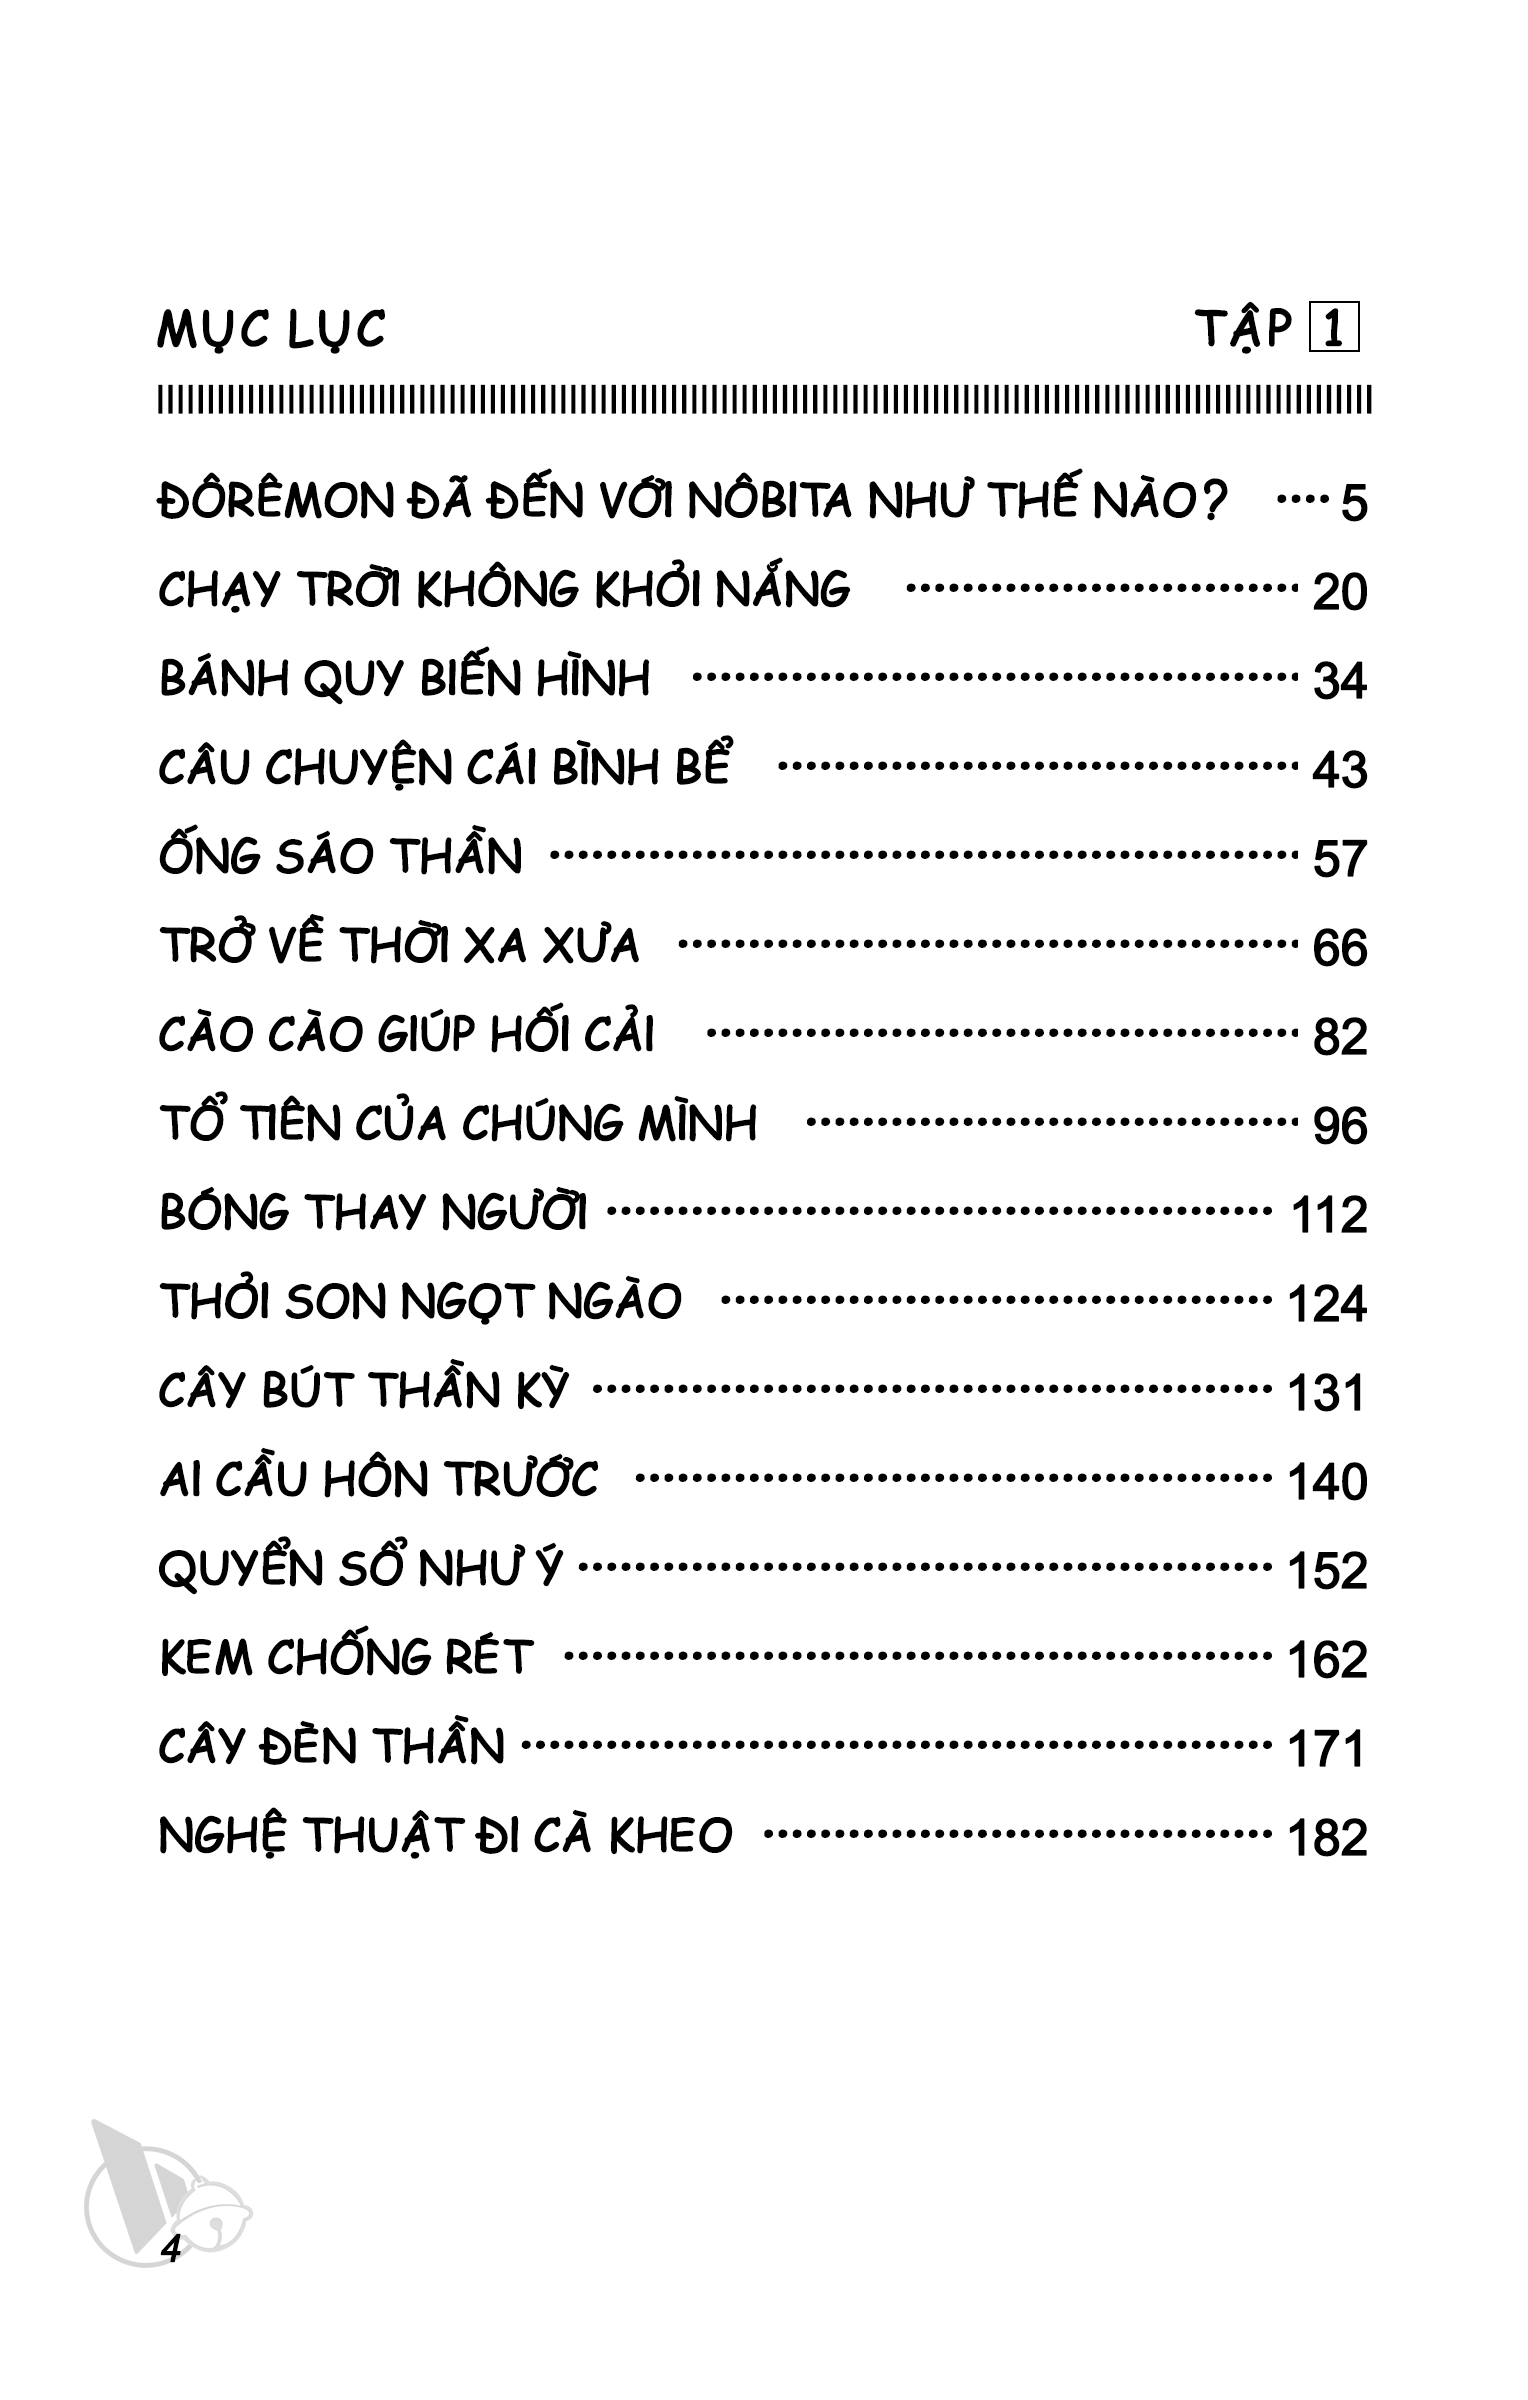 MỤC LỤC TẬP 1
ĐÔRÊMON ĐÃ ĐẾN VỚI NÔBITA NHƯ THẾ NÀO? ···· 5
CHẠY TRỜI KHÔNG KHỎI NẮNG ···························· 20
BÁNH QUY BIẾN HÌNH ··········································· 34
CÂU CHUYỆN CÁI BÌNH BỂ ····································· 43
ỐNG SÁO THẦN ····················································· 57
TRỞ VỀ THỜI XA XƯA ············································ 66
CÀO CÀO GIÚP HỐI CẢI ·········································· 82
TỔ TIÊN CỦA CHÚNG MÌNH ··································· 96
BÓNG THAY NGƯỜI ··············································· 112
THỎI SON NGỌT NGÀO ······································· 124
CÂY BÚT THẦN KỲ ················································ 131
AI CẦU HÔN TRƯỚC ············································· 140
QUYỂN SỔ NHƯ Ý ················································· 152
KEM CHỐNG RÉT ·················································· 162
CÂY ĐÈN THẦN ····················································· 171
NGHỆ THUẬT ĐI CÀ KHEO ···································· 182
4